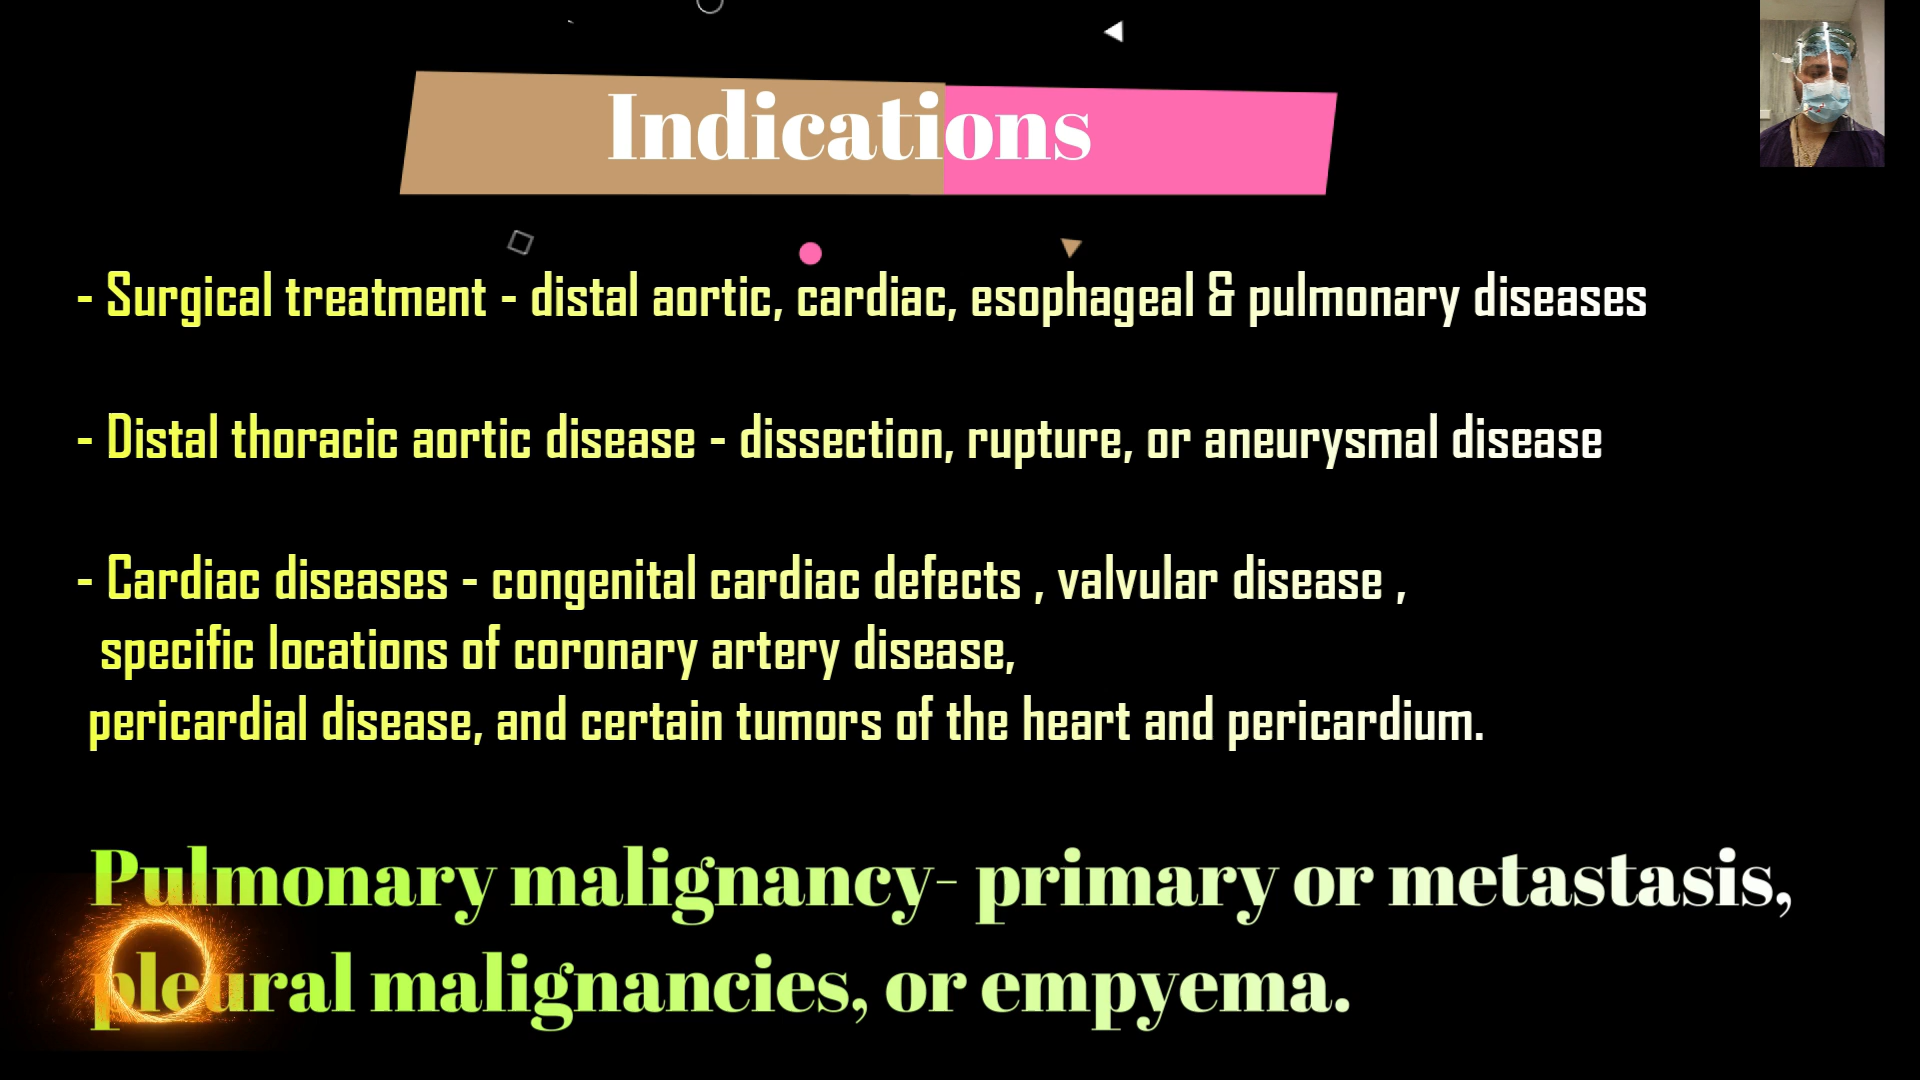 Indications
- Surgical treatment - distal aortic, cardiac, esophageal & pulmonary diseases
- Distal thoracic aortic disease - dissection, rupture, or aneurysmal disease
- Cardiac diseases - congenital cardiac defects , valvular disease ,
specific locations of coronary artery disease,
pericardial disease, and certain tumors of the heart and pericardium.
Pulmonary malignancy- primary or metastasis,
pleural malignancies, or empyema.